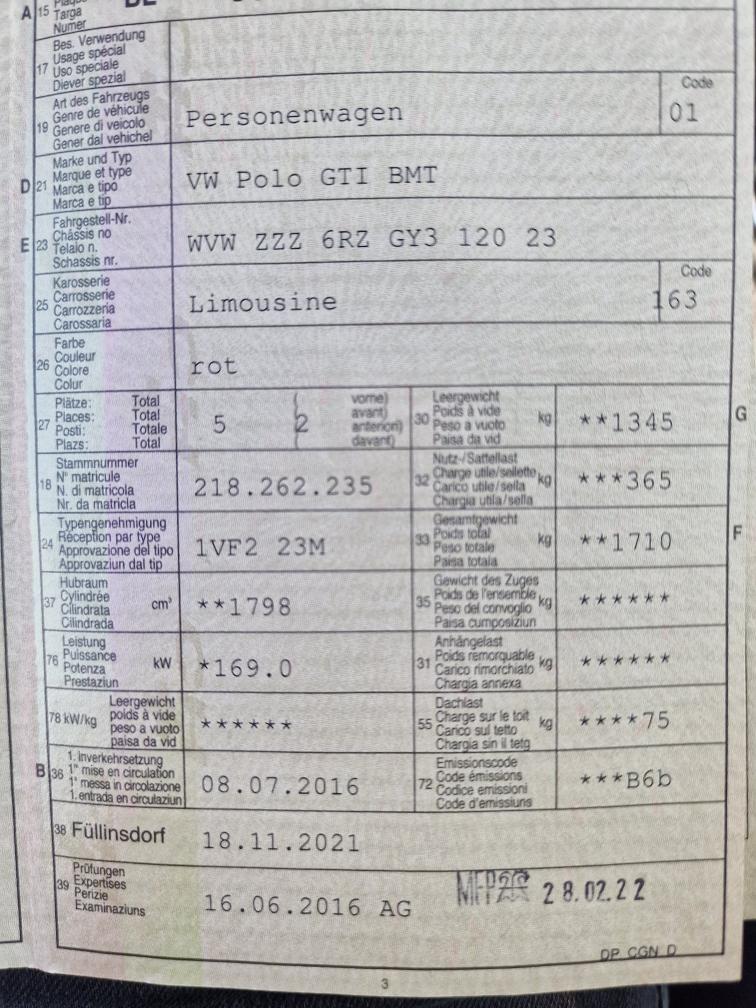 A 15 Targa
Numer
Bes. Verwendung
17 Usage spécial
Uso speciale
Diever spezial
Art des Fahrzeugs
19 Genre de véhicule
Genere di veicolo
Gener dal vehichel
Personenwagen
Code
01
Marke und Typ
D 21 Marque et type
Marca e tipo
Marca e tip
VW Polo GTI BMT
Fahrgestell-Nr.
E 23 Châssis no
Telaio n.
Schassis nr.
WVW ZZZ 6RZ GY3 120 23
Karosserie
25 Carrosserie
Carrozzeria
Carossaria
Limousine
Code
163
Farbe
26 Couleur
Colore
Colur
rot
Plätze: Total
27 Places: Total
Posti: Totale
Plazs: Total
5 ( 2
vorne)
avant)
anteriori)
davant)
Leergewicht
30 Poids à vide kg
Peso a vuoto
Paisa da vid
**1345
G
Stammnummer
18 N° matricule
N. di matricola
Nr. da matricla
218.262.235
Nutz-/Sattellast
32 Charge utile/sellette kg
Carico utile/sella
Chargia utila/sella
***365
Typengenehmigung
24 Réception par type
Approvazione del tipo
Approvaziun dal tip
1VF2 23M
Gesamtgewicht
33 Poids total kg
Peso totale
Paisa totala
**1710
F
Hubraum
37 Cylindrée cm³
Cilindrata
Cilindrada
**1798
Gewicht des Zuges
35 Poids de l'ensemble kg
Peso del convoglio
Paisa cumposiziun
******
Leistung
76 Puissance kW
Potenza
Prestaziun
*169.0
Anhängelast
31 Poids remorquable kg
Carico rimorchiato
Chargia annexa
******
Leergewicht
78 kW/kg poids à vide
peso a vuoto
paisa da vid
******
Dachlast
55 Charge sur le toit kg
Carico sul tetto
Chargia sin il tetg
****75
1. Inverkehrsetzung
B 36 1re mise en circulation
1a messa in circolazione
1. entrada en circulaziun
08.07.2016
Emissionscode
72 Code émissions
Codice emissioni
Code d'emissiuns
***B6b
38 Füllinsdorf
18.11.2021
Prüfungen
39 Expertises
Perizie
Examinaziuns
16.06.2016 AG
MFP 28.02.22
DP CGN D
3